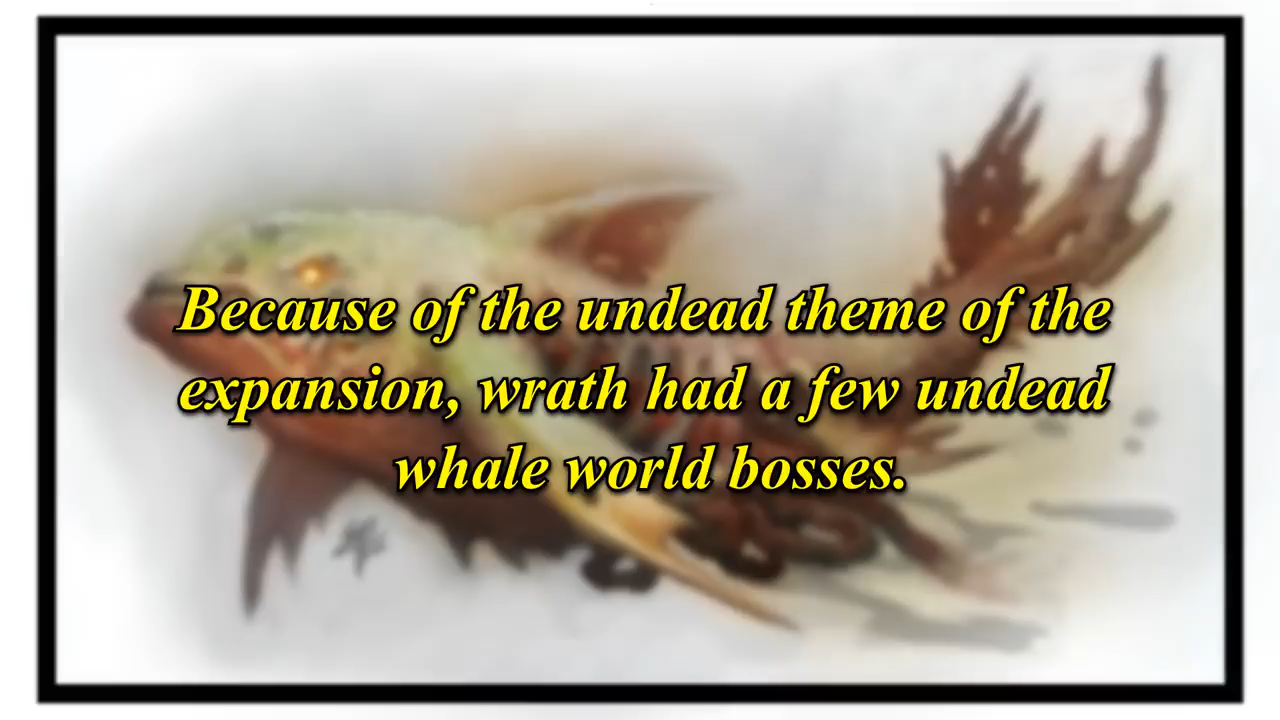 Because of the undead theme of the
expansion, wrath had a few undead
whale world bosses.